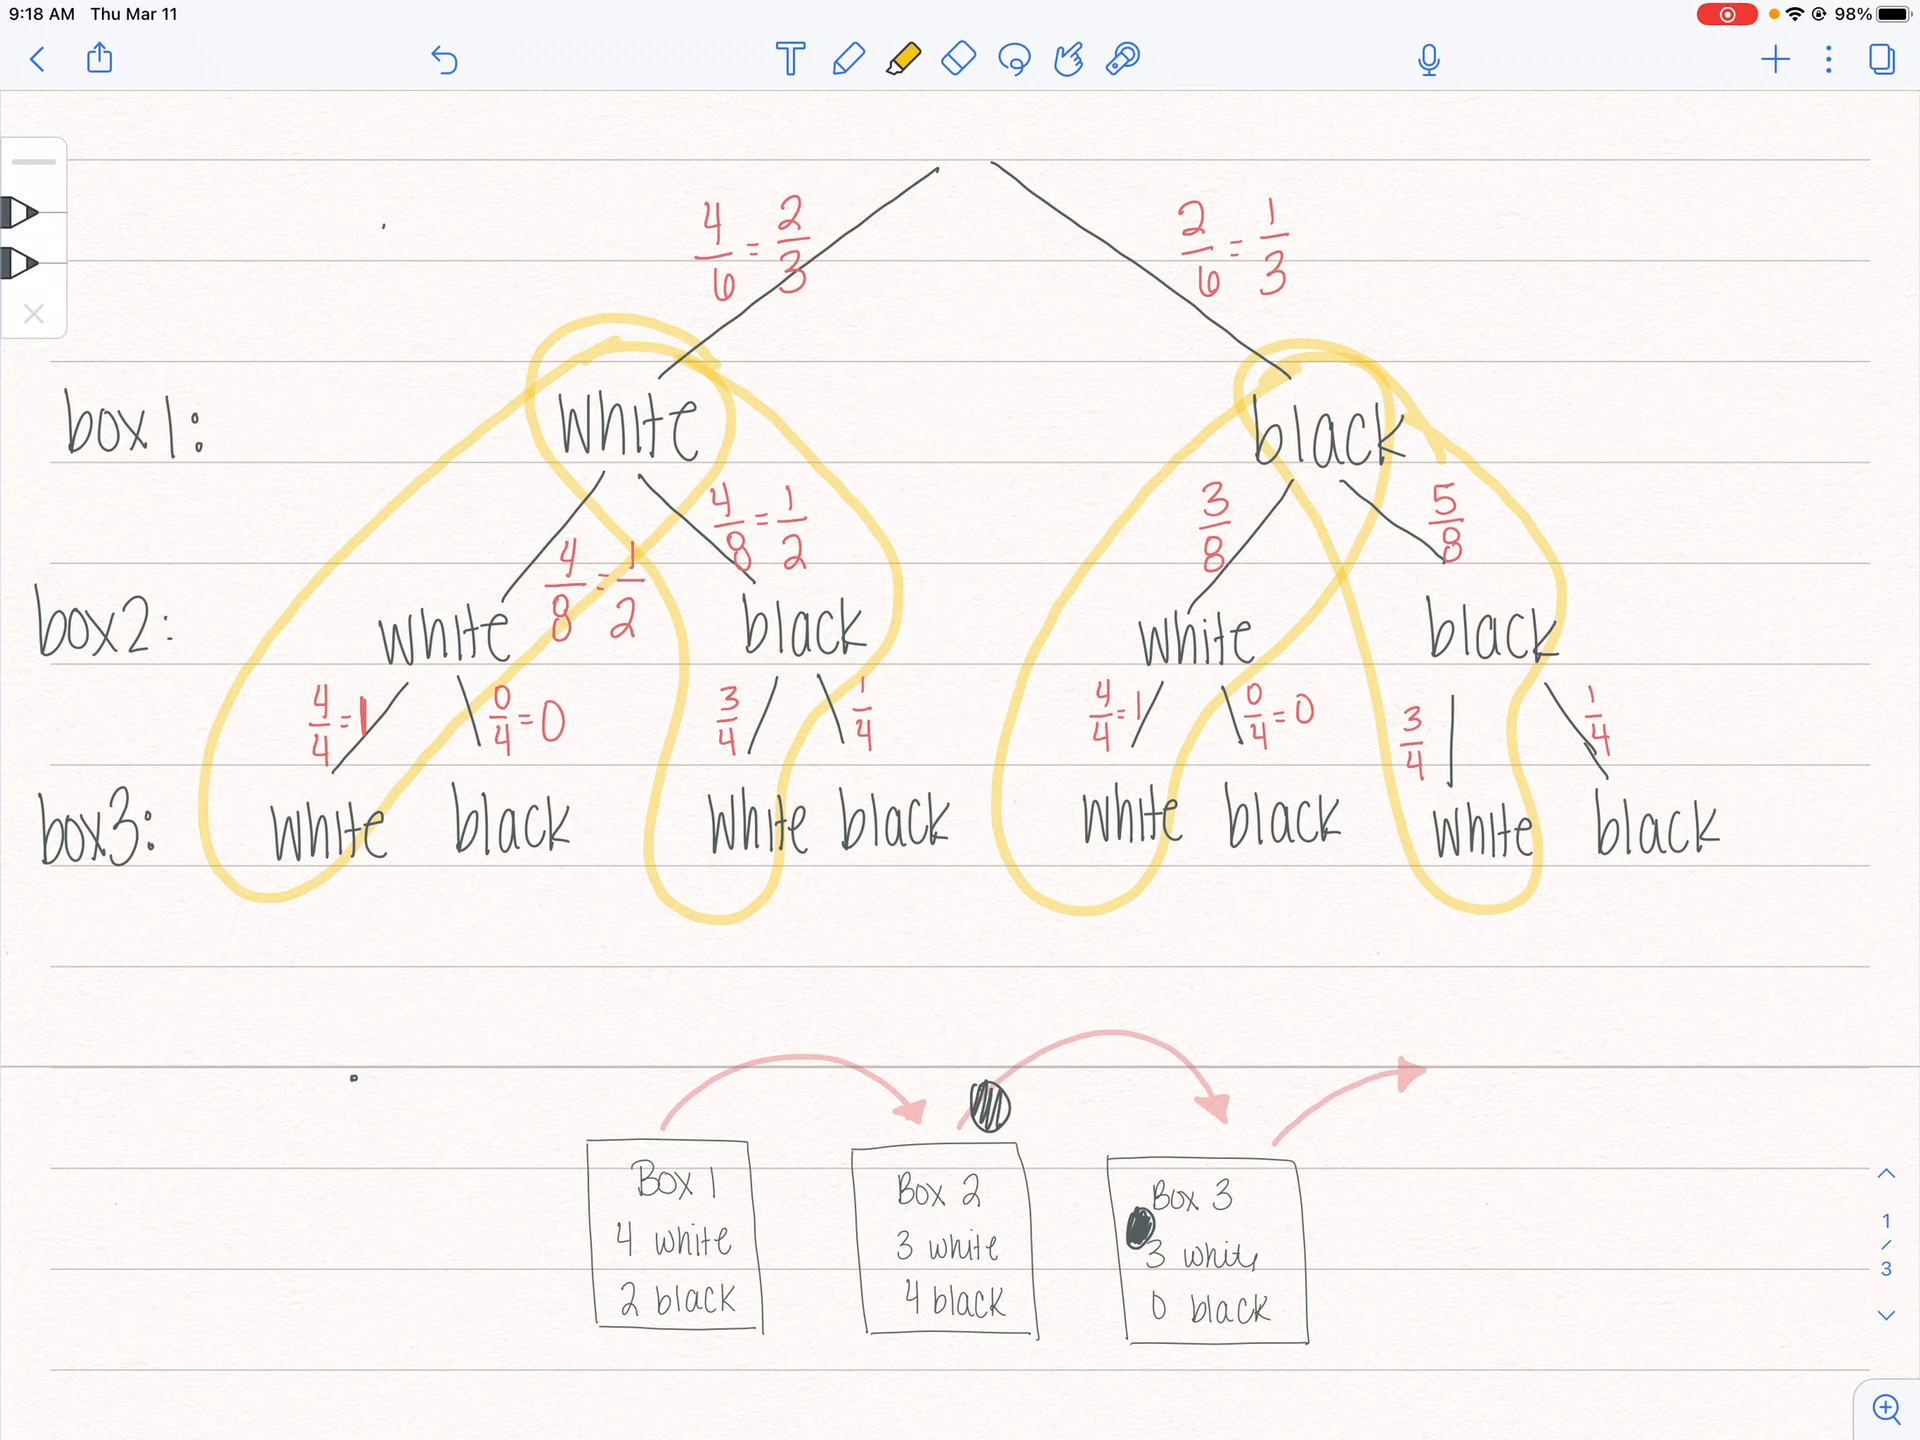 9:18 AM Thu Mar 11
98%
4/6 = 2/3
2/6 = 1/3
box 1:
white
black
4/8 = 1/2
4/8 = 1/2
3/8
5/8
box2:
white
black
white
black
4/4 = 1
0/4 = 0
3/4
1/4
4/4 = 1
0/4 = 0
3/4
1/4
box3:
white
black
white
black
white
black
white
black
Box 1
4 white
2 black
Box 2
3 white
4 black
Box 3
3 white
0 black
1
/
3